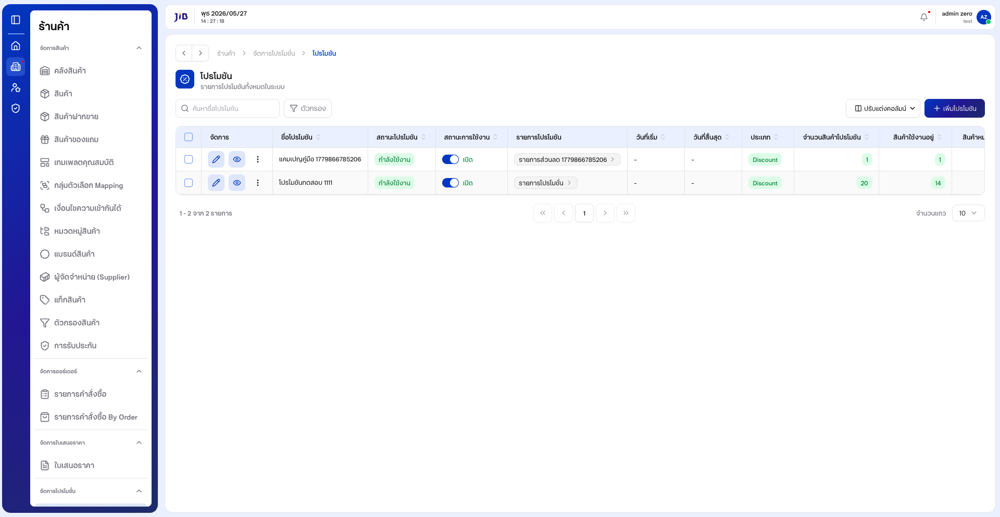 ร้านค้า
จัดการสินค้า
คลังสินค้า
สินค้า
สินค้าฝากขาย
สินค้าของแถม
เทมเพลตคุณสมบัติ
กลุ่มตัวเลือก Mapping
เงื่อนไขความเข้ากันได้
หมวดหมู่สินค้า
แบรนด์สินค้า
ผู้จัดจำหน่าย (Supplier)
แท็กสินค้า
ตัวกรองสินค้า
การรับประกัน
จัดการออร์เดอร์
รายการคำสั่งซื้อ
รายการคำสั่งซื้อ By Order
จัดการใบเสนอราคา
ใบเสนอราคา
จัดการโปรโมชั่น
JIB
พุธ 2026/05/27
14 : 27 : 18
admin zero
test
AZ
ร้านค้า จัดการโปรโมชั่น โปรโมชัน
โปรโมชัน
รายการโปรโมชันทั้งหมดในระบบ
ค้นหาชื่อโปรโมชัน ตัวกรอง ปรับแต่งคอลัมน์ เพิ่มโปรโมชัน
จัดการ ชื่อโปรโมชัน สถานะโปรโมชัน สถานะการใช้งาน รายการโปรโมชัน วันที่เริ่ม วันที่สิ้นสุด ประเภท จำนวนสินค้าโปรโมชัน สินค้าใช้งานอยู่ สินค้าหม
แคมเปญคู่มือ 1779866785206 กำลังใช้งาน เปิด รายการส่วนลด 1779866785206 - - Discount 1 1
โปรโมชันทดสอบ 1111 กำลังใช้งาน เปิด รายการโปรโมชั่น - - Discount 20 14
1 - 2 จาก 2 รายการ 1 จำนวนแถว 10